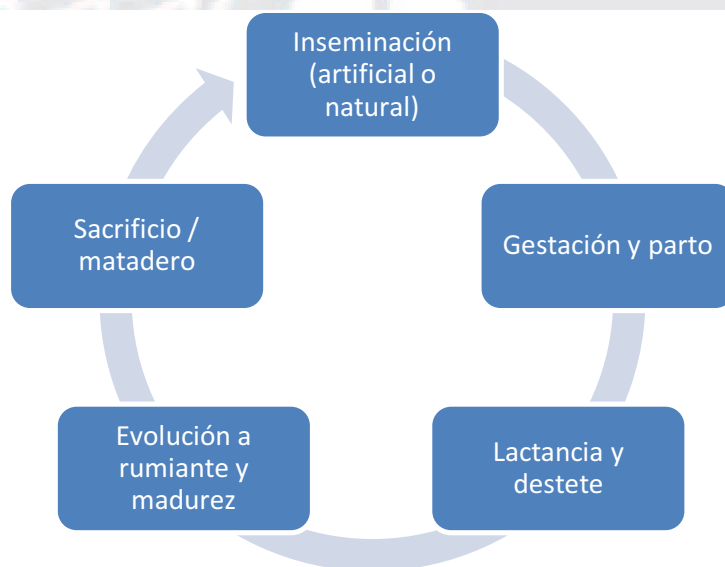 Inseminación
(artificial o
natural)
Gestación y parto
Lactancia y
destete
Evolución a
rumiante y
madurez
Sacrificio /
matadero